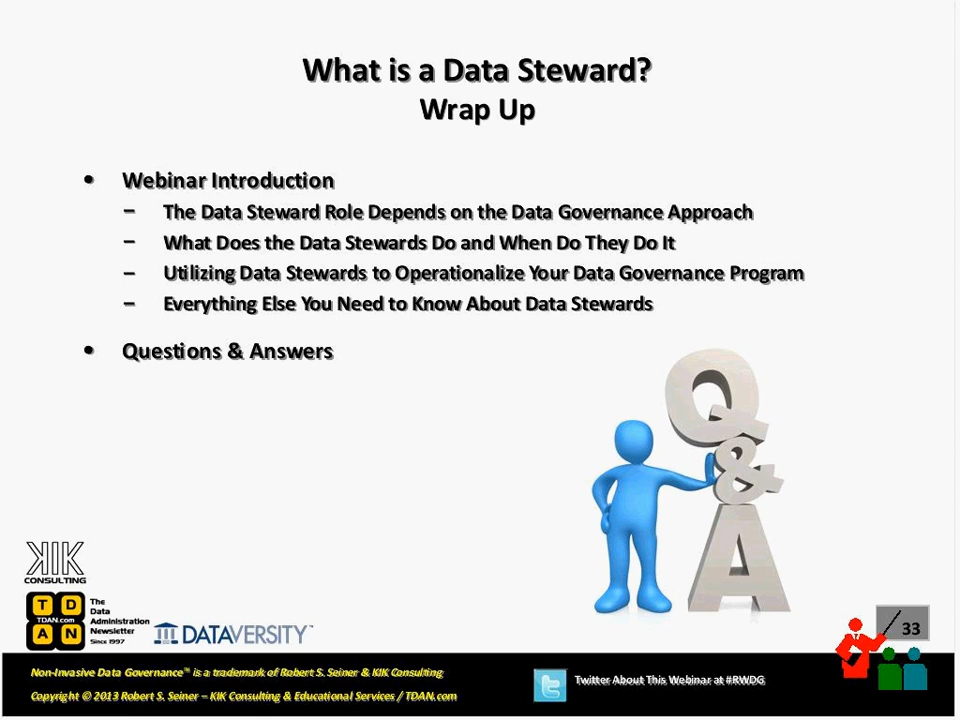 What is a Data Steward?
Wrap Up
• Webinar Introduction
– The Data Steward Role Depends on the Data Governance Approach
– What Does the Data Stewards Do and When Do They Do It
– Utilizing Data Stewards to Operationalize Your Data Governance Program
– Everything Else You Need to Know About Data Stewards
• Questions & Answers
Q
&
A
KIK
CONSULTING
T D
TDAN.com
A N
The
Data
Administration
Newsletter
Since 1997
DATAVERSITY™
33
Non-Invasive Data Governance™ is a trademark of Robert S. Seiner & KIK Consulting
Copyright © 2013 Robert S. Seiner – KIK Consulting & Educational Services / TDAN.com
Twitter About This Webinar at #RWDG